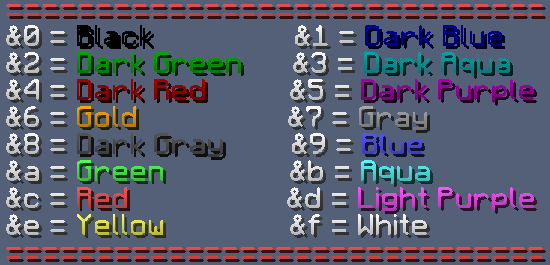 =============================================
&0 = Black &1 = Dark Blue
&2 = Dark Green &3 = Dark Aqua
&4 = Dark Red &5 = Dark Purple
&6 = Gold &7 = Gray
&8 = Dark Gray &9 = Blue
&a = Green &b = Aqua
&c = Red &d = Light Purple
&e = Yellow &f = White
=============================================